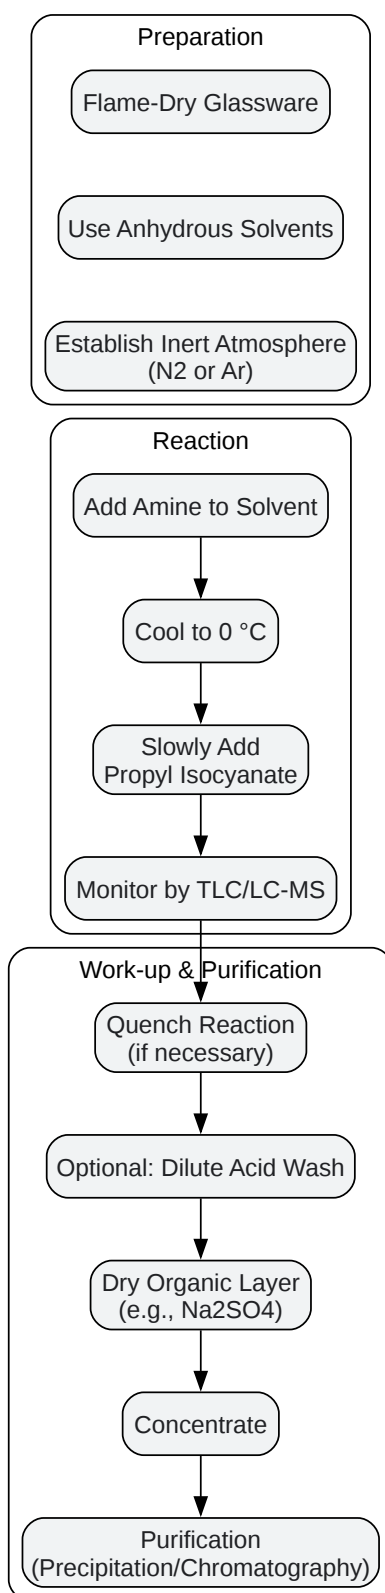 Preparation
Flame-Dry Glassware
Use Anhydrous Solvents
Establish Inert Atmosphere
(N2 or Ar)
Reaction
Add Amine to Solvent
Cool to 0 °C
Slowly Add
Propyl Isocyanate
Monitor by TLC/LC-MS
Work-up & Purification
Quench Reaction
(if necessary)
Optional: Dilute Acid Wash
Dry Organic Layer
(e.g., Na2SO4)
Concentrate
Purification
(Precipitation/Chromatography)